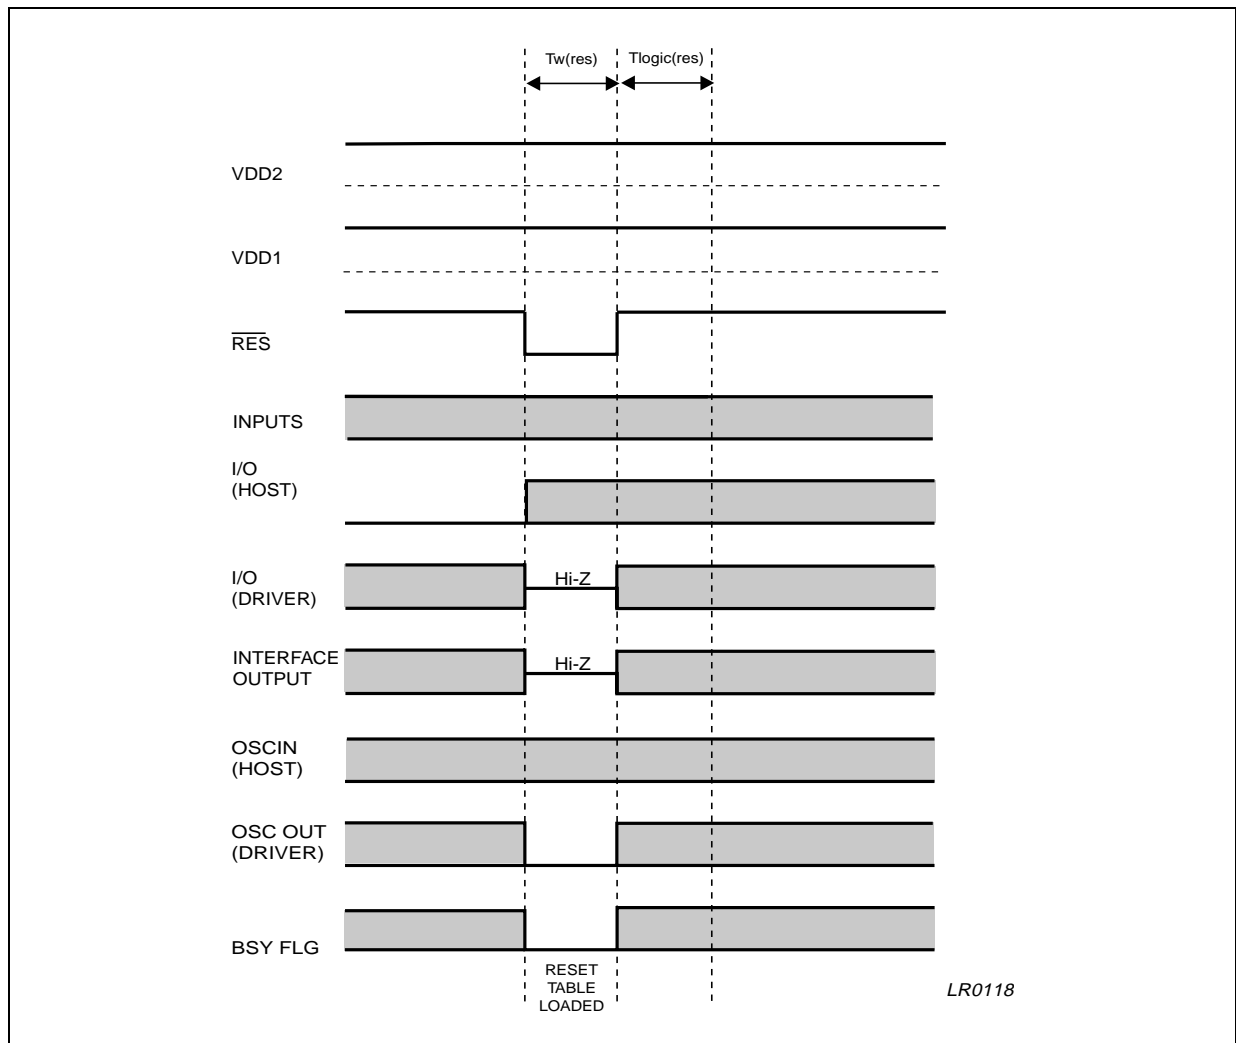 Tw(res) Tlogic(res)
VDD2
VDD1
RES
INPUTS
I/O
(HOST)
I/O
(DRIVER)
Hi-Z
INTERFACE
OUTPUT
Hi-Z
OSCIN
(HOST)
OSC OUT
(DRIVER)
BSY FLG
RESET
TABLE
LOADED
LR0118